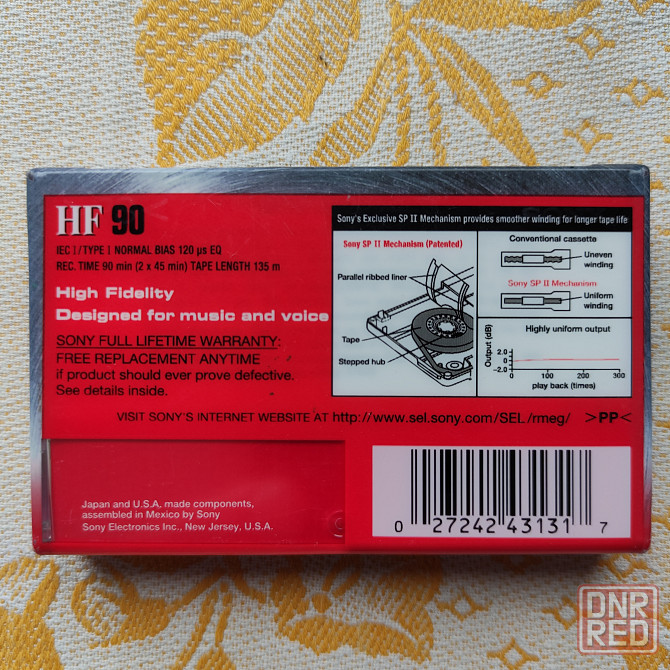 HF 90
IEC I/TYPE I NORMAL BIAS 120 µs EQ
REC. TIME 90 min (2 x 45 min) TAPE LENGTH 135 m
High Fidelity
Designed for music and voice
SONY FULL LIFETIME WARRANTY:
FREE REPLACEMENT ANYTIME
if product should ever prove defective.
See details inside.
Sony's Exclusive SP II Mechanism provides smoother winding for longer tape life
Sony SP II Mechanism (Patented)
Parallel ribbed liner
Tape
Stepped hub
Conventional cassette
Uneven
winding
Sony SP II Mechanism
Uniform
winding
Highly uniform output
Output (dB)
2.0
0
-2.0
0 100 200 300
play back (times)
VISIT SONY'S INTERNET WEBSITE AT http://www.sel.sony.com/SEL/rmeg/ >PP<
Japan and U.S.A. made components,
assembled in Mexico by Sony
Sony Electronics Inc., New Jersey, U.S.A.
0 27242 43131 7
DNR
RED